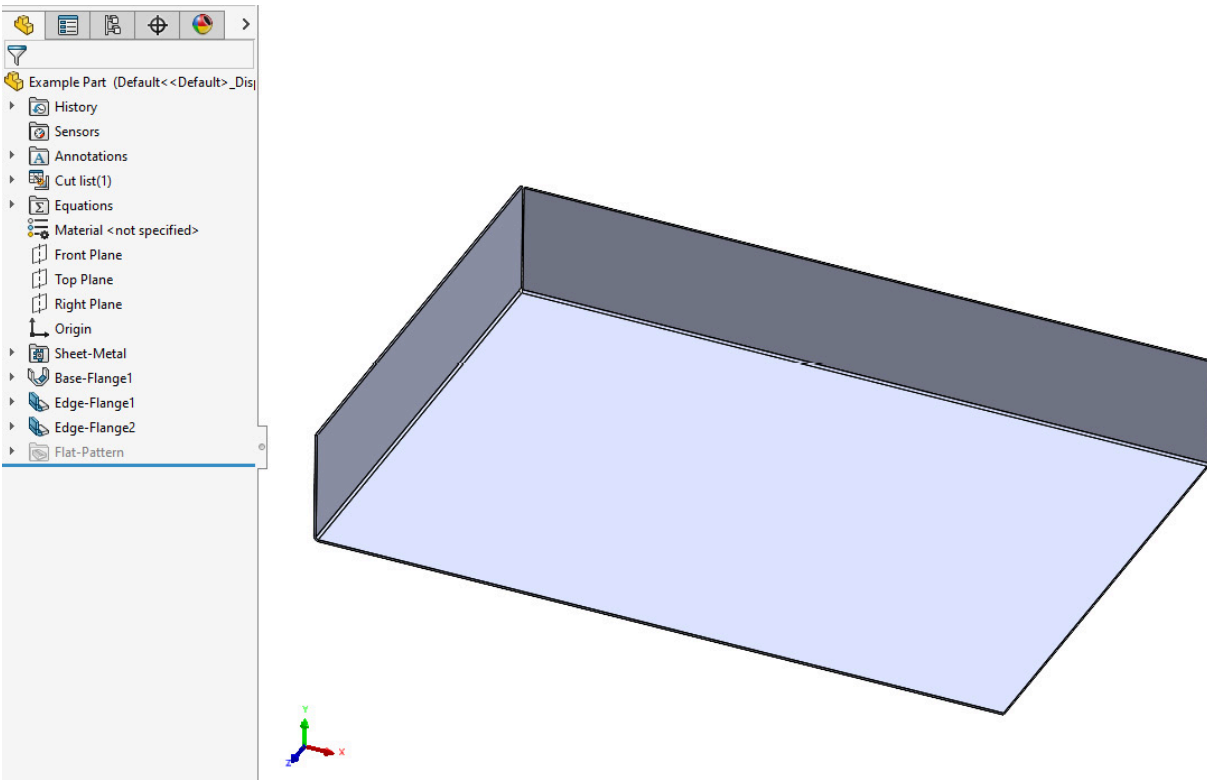 Example Part (Default<<Default>_Disp
History
Sensors
Annotations
Cut list(1)
Equations
Material <not specified>
Front Plane
Top Plane
Right Plane
Origin
Sheet-Metal
Base-Flange1
Edge-Flange1
Edge-Flange2
Flat-Pattern
Y
X
Z